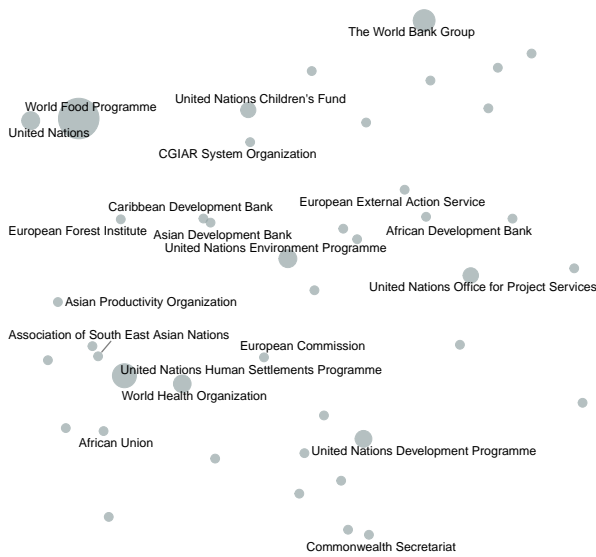 The World Bank Group
World Food Programme
United Nations Children's Fund
United Nations
CGIAR System Organization
European External Action Service
Caribbean Development Bank
European Forest Institute
Asian Development Bank
African Development Bank
United Nations Environment Programme
United Nations Office for Project Services
Asian Productivity Organization
Association of South East Asian Nations
European Commission
United Nations Human Settlements Programme
World Health Organization
African Union
United Nations Development Programme
Commonwealth Secretariat